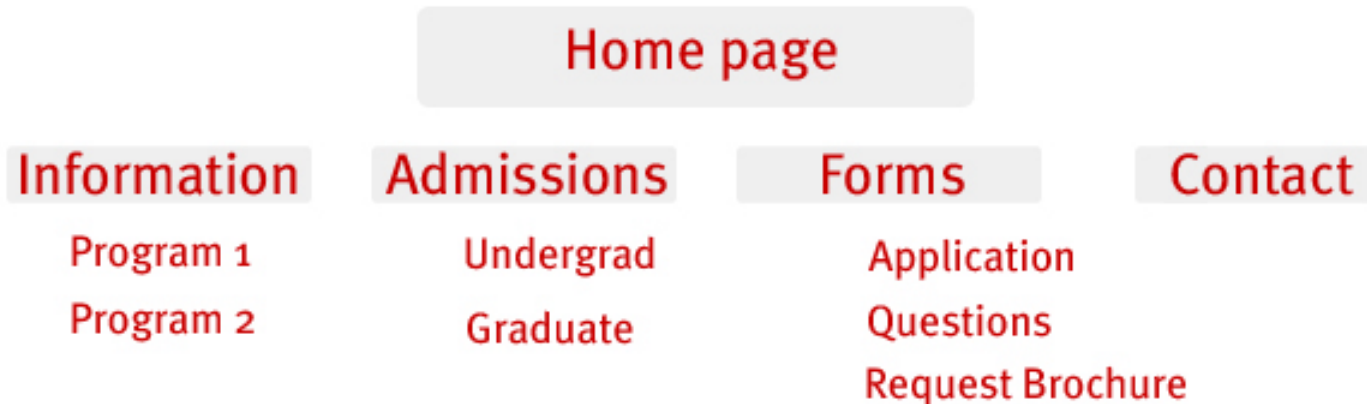 Home page
Information
Admissions
Forms
Contact
Program 1
Undergrad
Application
Program 2
Graduate
Questions
Request Brochure